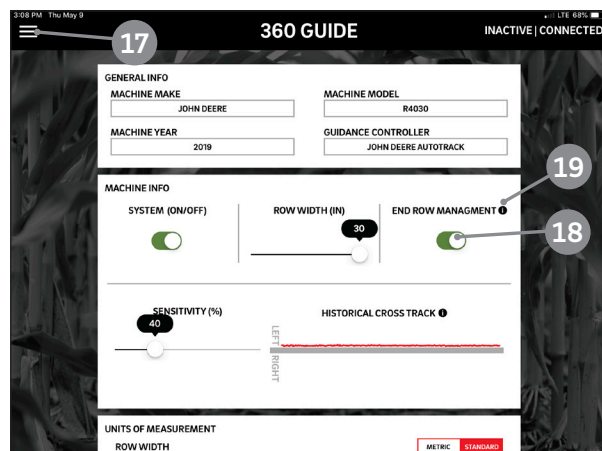 3:08 PM Thu May 9
LTE 68%
17
360 GUIDE
INACTIVE | CONNECTED
GENERAL INFO
MACHINE MAKE
MACHINE MODEL
JOHN DEERE
R4030
MACHINE YEAR
GUIDANCE CONTROLLER
2019
JOHN DEERE AUTOTRACK
19
MACHINE INFO
SYSTEM (ON/OFF)
ROW WIDTH (IN)
END ROW MANAGMENT
30
18
SENSITIVITY (%)
40
HISTORICAL CROSS TRACK
LEFT
RIGHT
UNITS OF MEASUREMENT
ROW WIDTH
METRIC
STANDARD